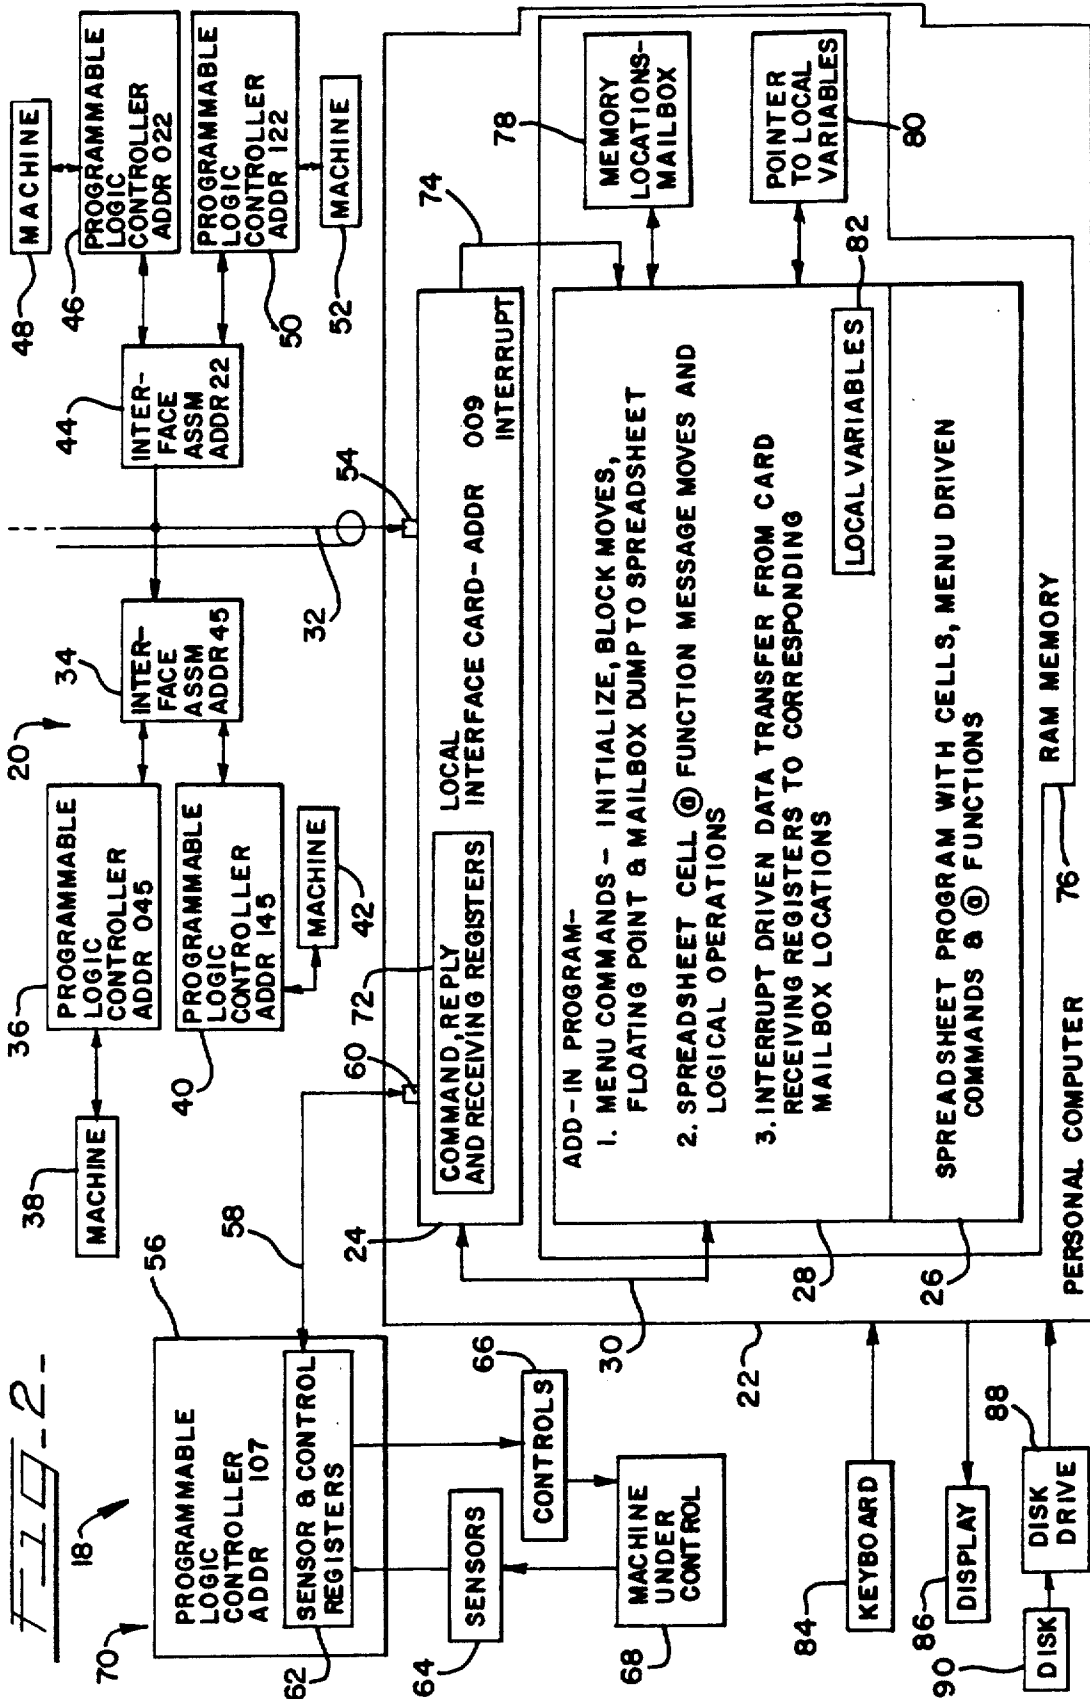 FIG_2-
18
70
PROGRAMMABLE
LOGIC
CONTROLLER
ADDR 107
SENSOR & CONTROL
REGISTERS
62
56
58
64
SENSORS
66
CONTROLS
68
MACHINE
UNDER
CONTROL
20
36
PROGRAMMABLE
LOGIC
CONTROLLER
ADDR 045
38
MACHINE
40
PROGRAMMABLE
LOGIC
CONTROLLER
ADDR 145
42
MACHINE
34
INTER-
FACE
ASSM
ADDR 45
32
44
INTER-
FACE
ASSM
ADDR 22
48
MACHINE
46
PROGRAMMABLE
LOGIC
CONTROLLER
ADDR 022
50
PROGRAMMABLE
LOGIC
CONTROLLER
ADDR 122
52
MACHINE
54
60
72
COMMAND, REPLY
AND RECEIVING REGISTERS
24
LOCAL
INTERFACE CARD-ADDR 009
INTERRUPT
74
78
MEMORY
LOCATIONS-
MAILBOX
80
POINTER
TO LOCAL
VARIABLES
30
ADD-IN PROGRAM-
1. MENU COMMANDS - INITIALIZE, BLOCK MOVES,
FLOATING POINT & MAILBOX DUMP TO SPREADSHEET
2. SPREADSHEET CELL @ FUNCTION MESSAGE MOVES AND
LOGICAL OPERATIONS
3. INTERRUPT DRIVEN DATA TRANSFER FROM CARD
RECEIVING REGISTERS TO CORRESPONDING
MAILBOX LOCATIONS
LOCAL VARIABLES
82
28
SPREADSHEET PROGRAM WITH CELLS, MENU DRIVEN
COMMANDS & @ FUNCTIONS
26
RAM MEMORY
76
PERSONAL COMPUTER
22
84
KEYBOARD
86
DISPLAY
88
DISK
DRIVE
90
DISK